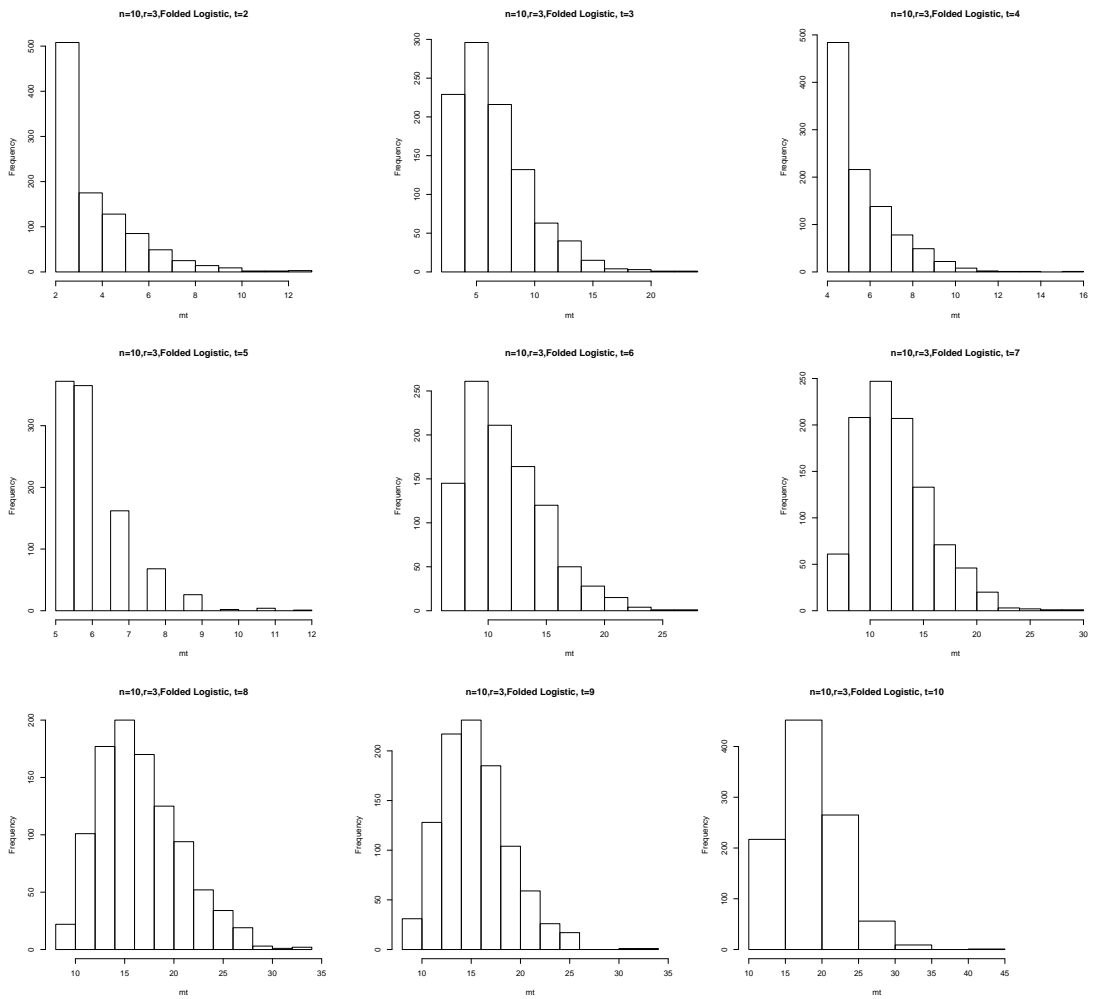 n=10,r=3,Folded Logistic, t=2
Frequency
0 100 200 300 400 500
2 4 6 8 10 12
mt
n=10,r=3,Folded Logistic, t=3
Frequency
0 50 100 150 200 250 300
5 10 15 20
mt
n=10,r=3,Folded Logistic, t=4
Frequency
0 100 200 300 400 500
4 6 8 10 12 14 16
mt
n=10,r=3,Folded Logistic, t=5
Frequency
0 100 200 300
5 6 7 8 9 10 11 12
mt
n=10,r=3,Folded Logistic, t=6
Frequency
0 50 100 150 200 250
10 15 20 25
mt
n=10,r=3,Folded Logistic, t=7
Frequency
0 50 100 150 200 250
10 15 20 25 30
mt
n=10,r=3,Folded Logistic, t=8
Frequency
0 50 100 150 200
10 15 20 25 30 35
mt
n=10,r=3,Folded Logistic, t=9
Frequency
0 50 100 150 200
10 15 20 25 30 35
mt
n=10,r=3,Folded Logistic, t=10
Frequency
0 100 200 300 400
10 15 20 25 30 35 40 45
mt